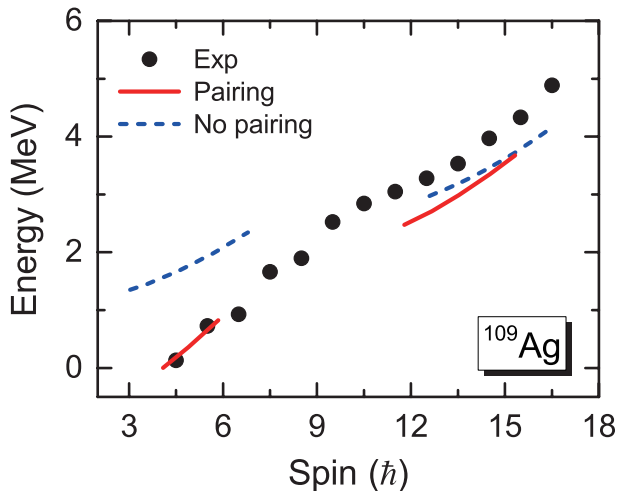 6
Exp
Pairing
No pairing
4
2
0
Energy (MeV)
¹⁰⁹Ag
3 6 9 12 15 18
Spin (ħ)